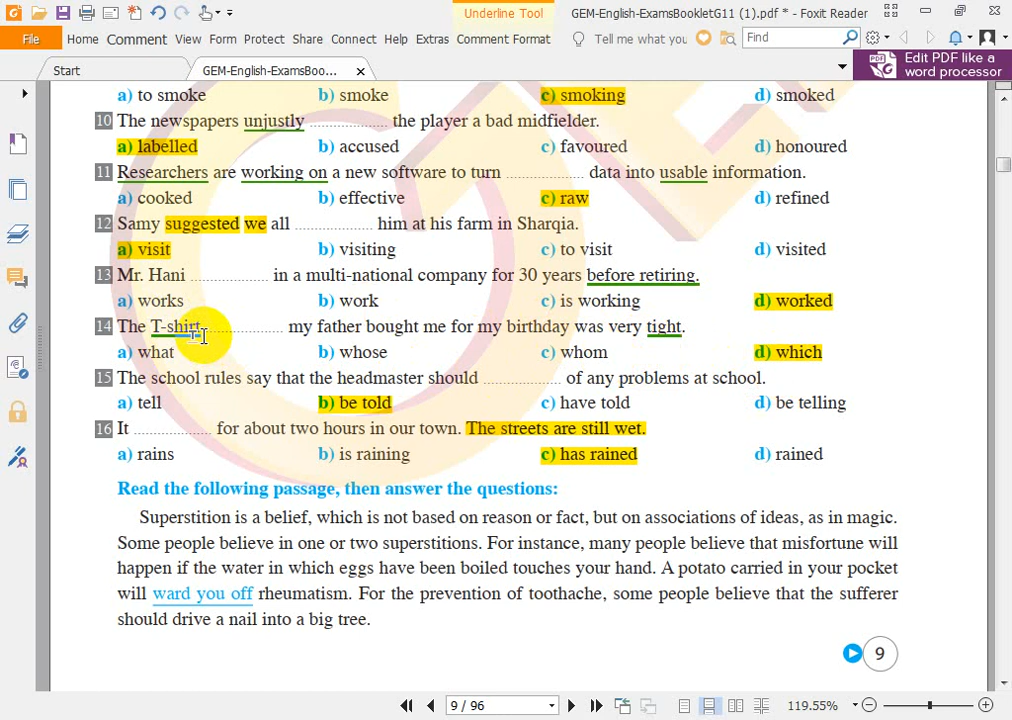 Underline Tool
GEM-English-ExamsBookletG11 (1).pdf * - Foxit Reader
File Home Comment View Form Protect Share Connect Help Extras Comment Format Tell me what you Find
Start GEM-English-ExamsBoo... Edit PDF like a word processor
a) to smoke b) smoke c) smoking d) smoked
10 The newspapers unjustly .................. the player a bad midfielder.
a) labelled b) accused c) favoured d) honoured
11 Researchers are working on a new software to turn .................. data into usable information.
a) cooked b) effective c) raw d) refined
12 Samy suggested we all .................. him at his farm in Sharqia.
a) visit b) visiting c) to visit d) visited
13 Mr. Hani .................. in a multi-national company for 30 years before retiring.
a) works b) work c) is working d) worked
14 The T-shirt .................. my father bought me for my birthday was very tight.
a) what b) whose c) whom d) which
15 The school rules say that the headmaster should .................. of any problems at school.
a) tell b) be told c) have told d) be telling
16 It .................. for about two hours in our town. The streets are still wet.
a) rains b) is raining c) has rained d) rained
Read the following passage, then answer the questions:
Superstition is a belief, which is not based on reason or fact, but on associations of ideas, as in magic.
Some people believe in one or two superstitions. For instance, many people believe that misfortune will
happen if the water in which eggs have been boiled touches your hand. A potato carried in your pocket
will ward you off rheumatism. For the prevention of toothache, some people believe that the sufferer
should drive a nail into a big tree.
9
9 / 96 119.55%